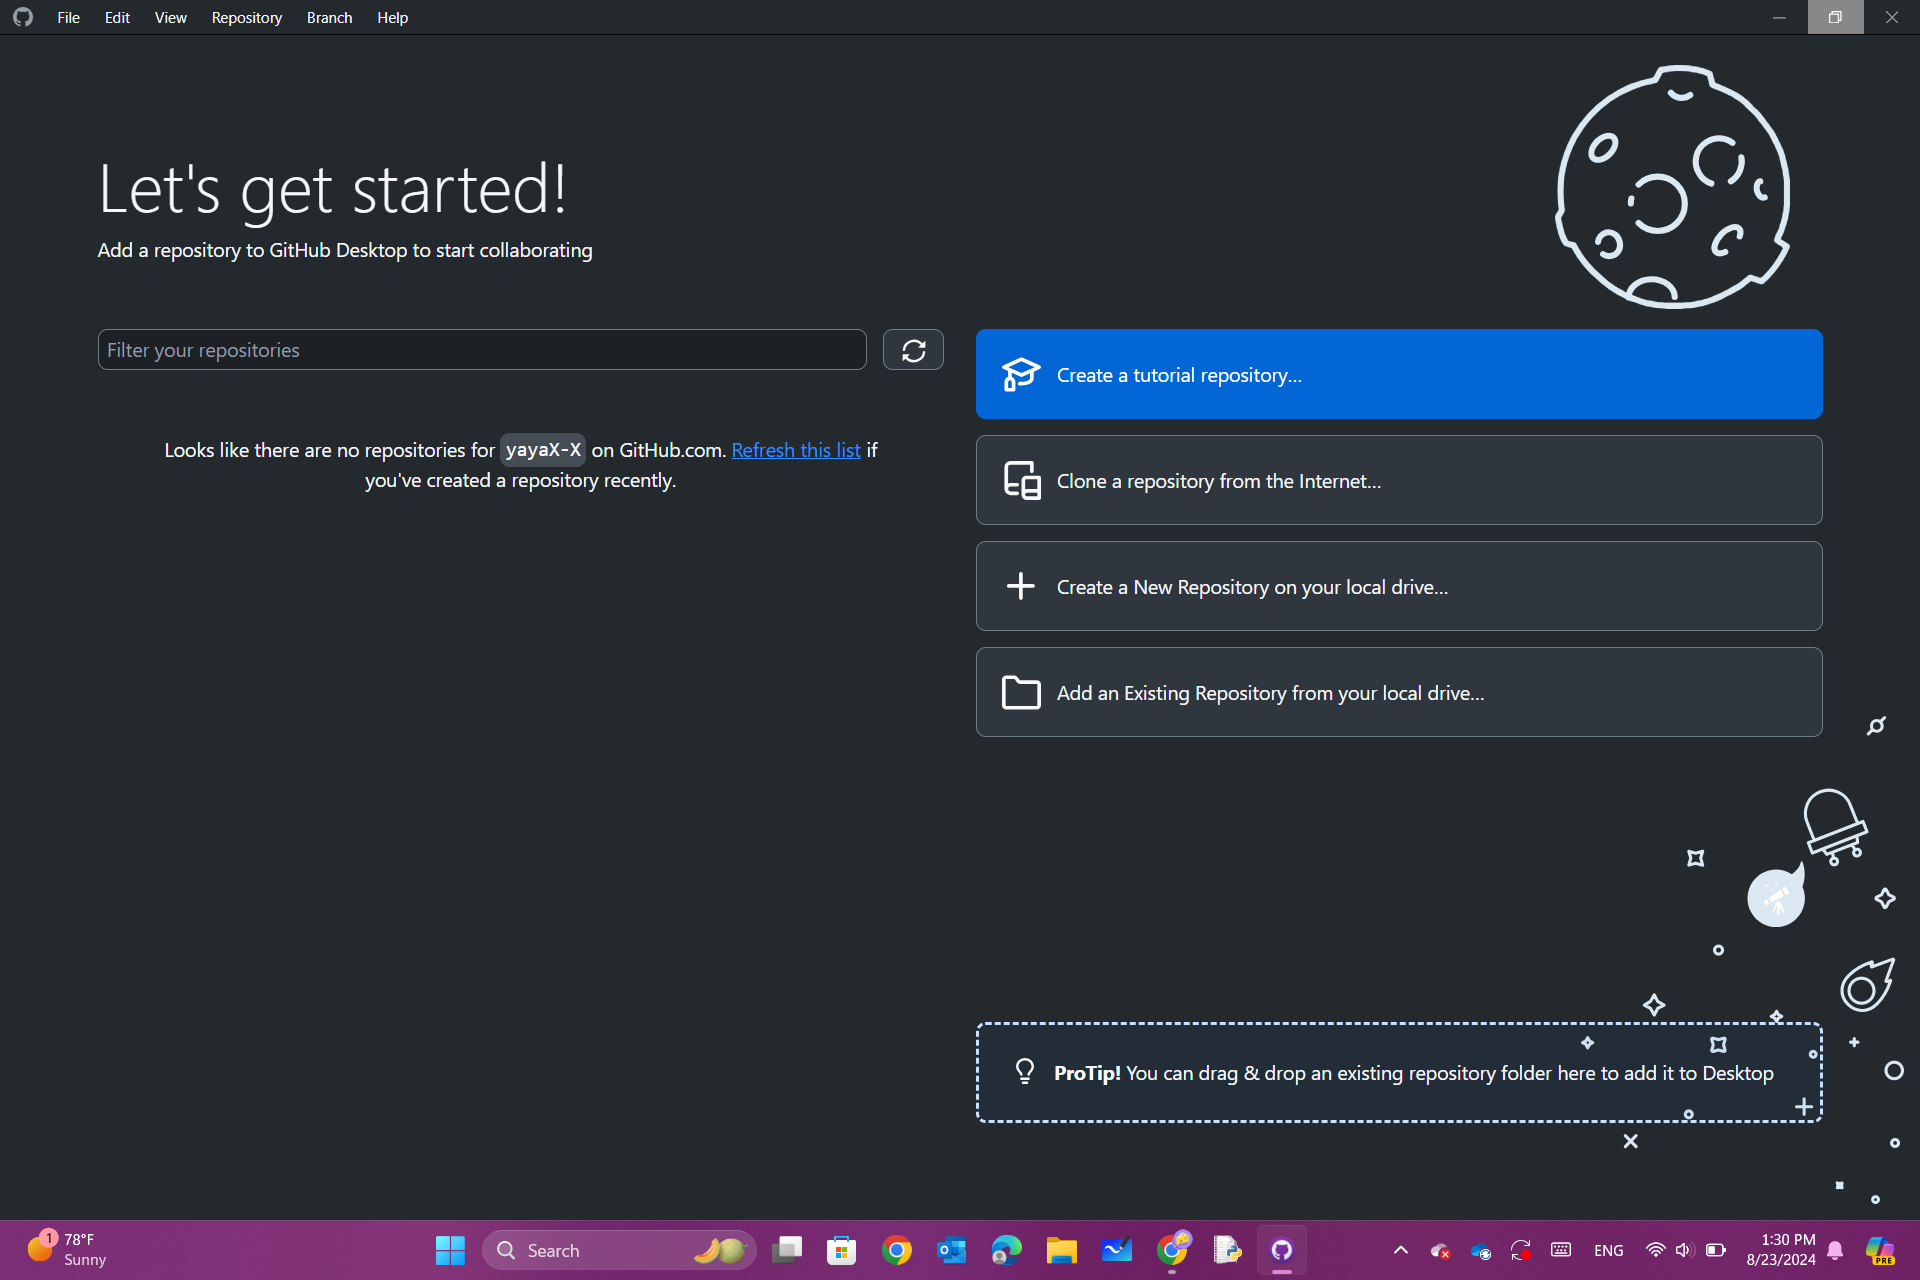 File Edit View Repository Branch Help
Let's get started!
Add a repository to GitHub Desktop to start collaborating
Filter your repositories
Looks like there are no repositories for yayaX-X on GitHub.com. Refresh this list if
you've created a repository recently.
Create a tutorial repository...
Clone a repository from the Internet...
Create a New Repository on your local drive...
Add an Existing Repository from your local drive...
ProTip! You can drag & drop an existing repository folder here to add it to Desktop
1
78°F
Sunny
Search
ENG
1:30 PM
8/23/2024
PRE